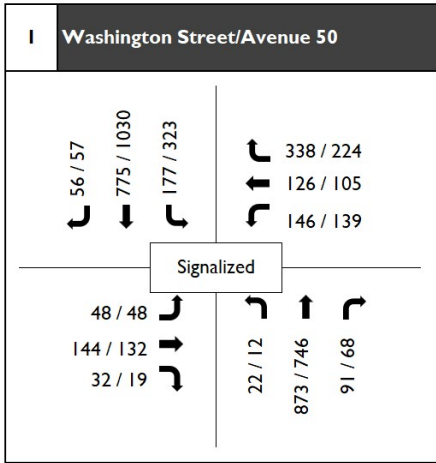 1 Washington Street/Avenue 50
56 / 57
775 / 1030
177 / 323
338 / 224
126 / 105
146 / 139
Signalized
48 / 48
144 / 132
32 / 19
22 / 12
873 / 746
91 / 68